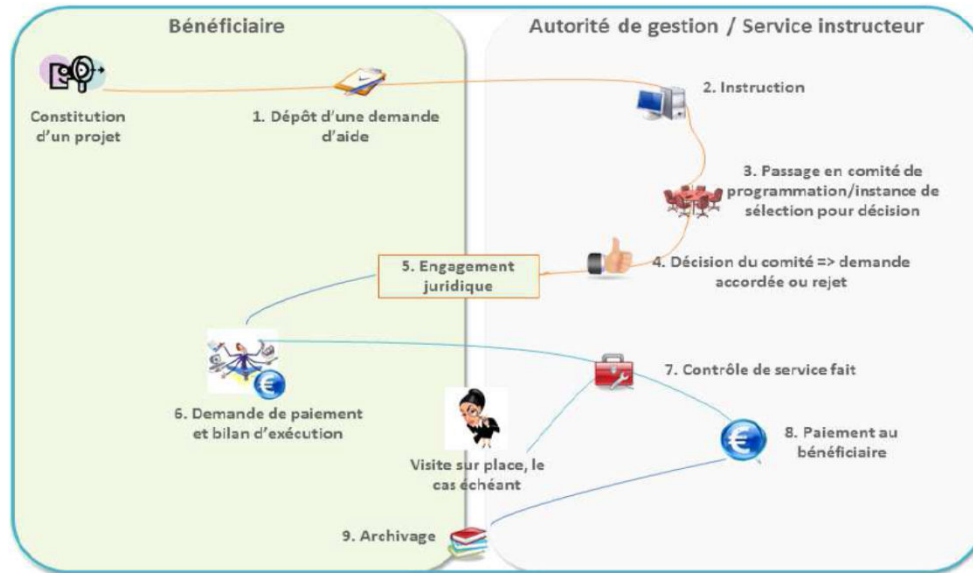 Bénéficiaire
Autorité de gestion / Service instructeur
Constitution
d'un projet
1. Dépôt d'une demande
d'aide
2. Instruction
3. Passage en comité de
programmation/instance de
sélection pour décision
4. Décision du comité => demande
accordée ou rejet
5. Engagement
juridique
6. Demande de paiement
et bilan d'exécution
7. Contrôle de service fait
Visite sur place, le
cas échéant
8. Paiement au
bénéficiaire
9. Archivage